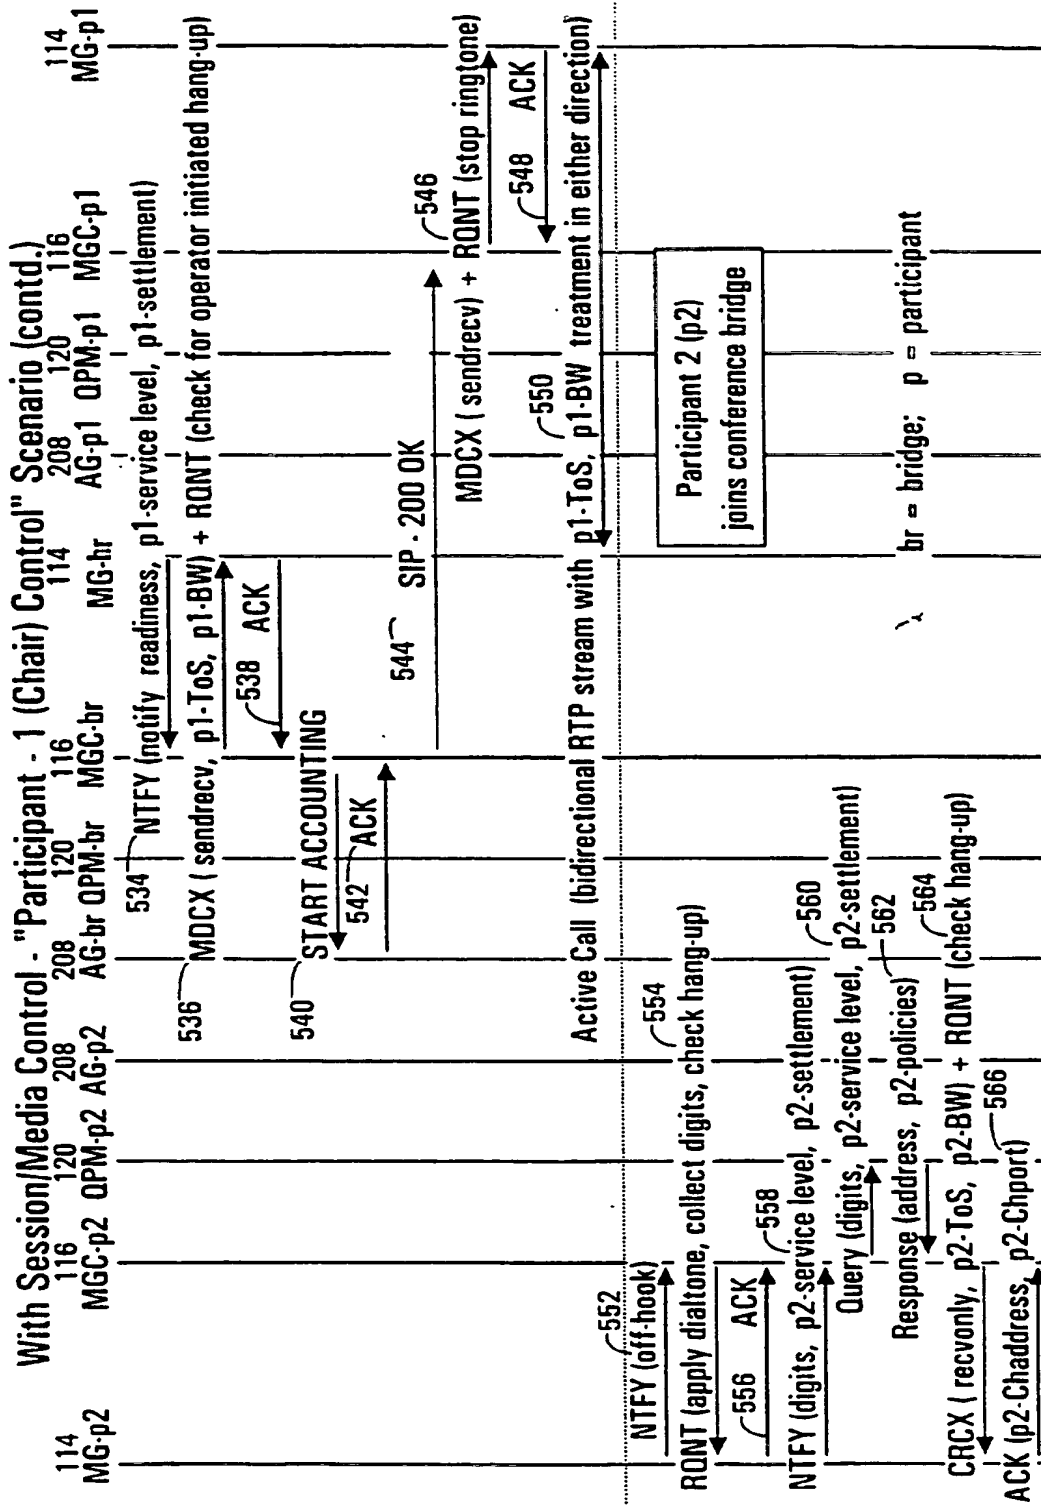 With Session/Media Control - "Participant - 1 (Chair) Control" Scenario (contd.)
114 116 120 208 208 120 116 114 208 120 116 114
MG-p2 MGC-p2 QPM-p2 AG-p2 AG-br QPM-br MGC-br MG-hr AG-p1 QPM-p1 MGC-p1 MG-p1
534 NTFY (notify readiness, p1-service level, p1-settlement)
536 MDCX ( sendrecv, p1-ToS, p1-BW) + RQNT (check for operator initiated hang-up)
538 ACK
540 START ACCOUNTING
542 ACK
544 SIP - 200 OK
546
MDCX ( sendrecv) + RQNT (stop ringtone)
548 ACK
550
Active Call (bidirectional RTP stream with p1-ToS, p1-BW treatment in either direction)
552
NTFY (off-hook)
554
RQNT (apply dialtone, collect digits, check hang-up)
556 ACK
558
NTFY (digits, p2-service level, p2-settlement)
560
Query (digits, p2-service level, p2-settlement)
562
Response (address, p2-policies)
564
CRCX ( recvonly, p2-ToS, p2-BW) + RQNT (check hang-up)
566
ACK (p2-Chaddress, p2-Chport)
Participant 2 (p2)
joins conference bridge
br = bridge; p = participant